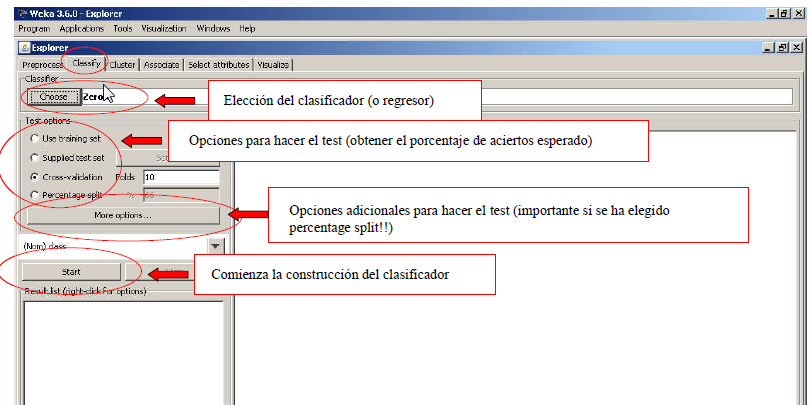 Weka 3.6.0 - Explorer
Program Applications Tools Visualization Windows Help
Explorer
Preprocess Classify Cluster Associate Select attributes Visualize
Classifier
Choose Zero
Elección del clasificador (o regresor)
Test options
Use training set
Opciones para hacer el test (obtener el porcentaje de aciertos esperado)
Supplied test set
Cross-validation Folds 10
Percentage split % 66
More options...
Opciones adicionales para hacer el test (importante si se ha elegido
percentage split!!)
(Nom) class
Start
Comienza la construcción del clasificador
Result list (right-click for options)